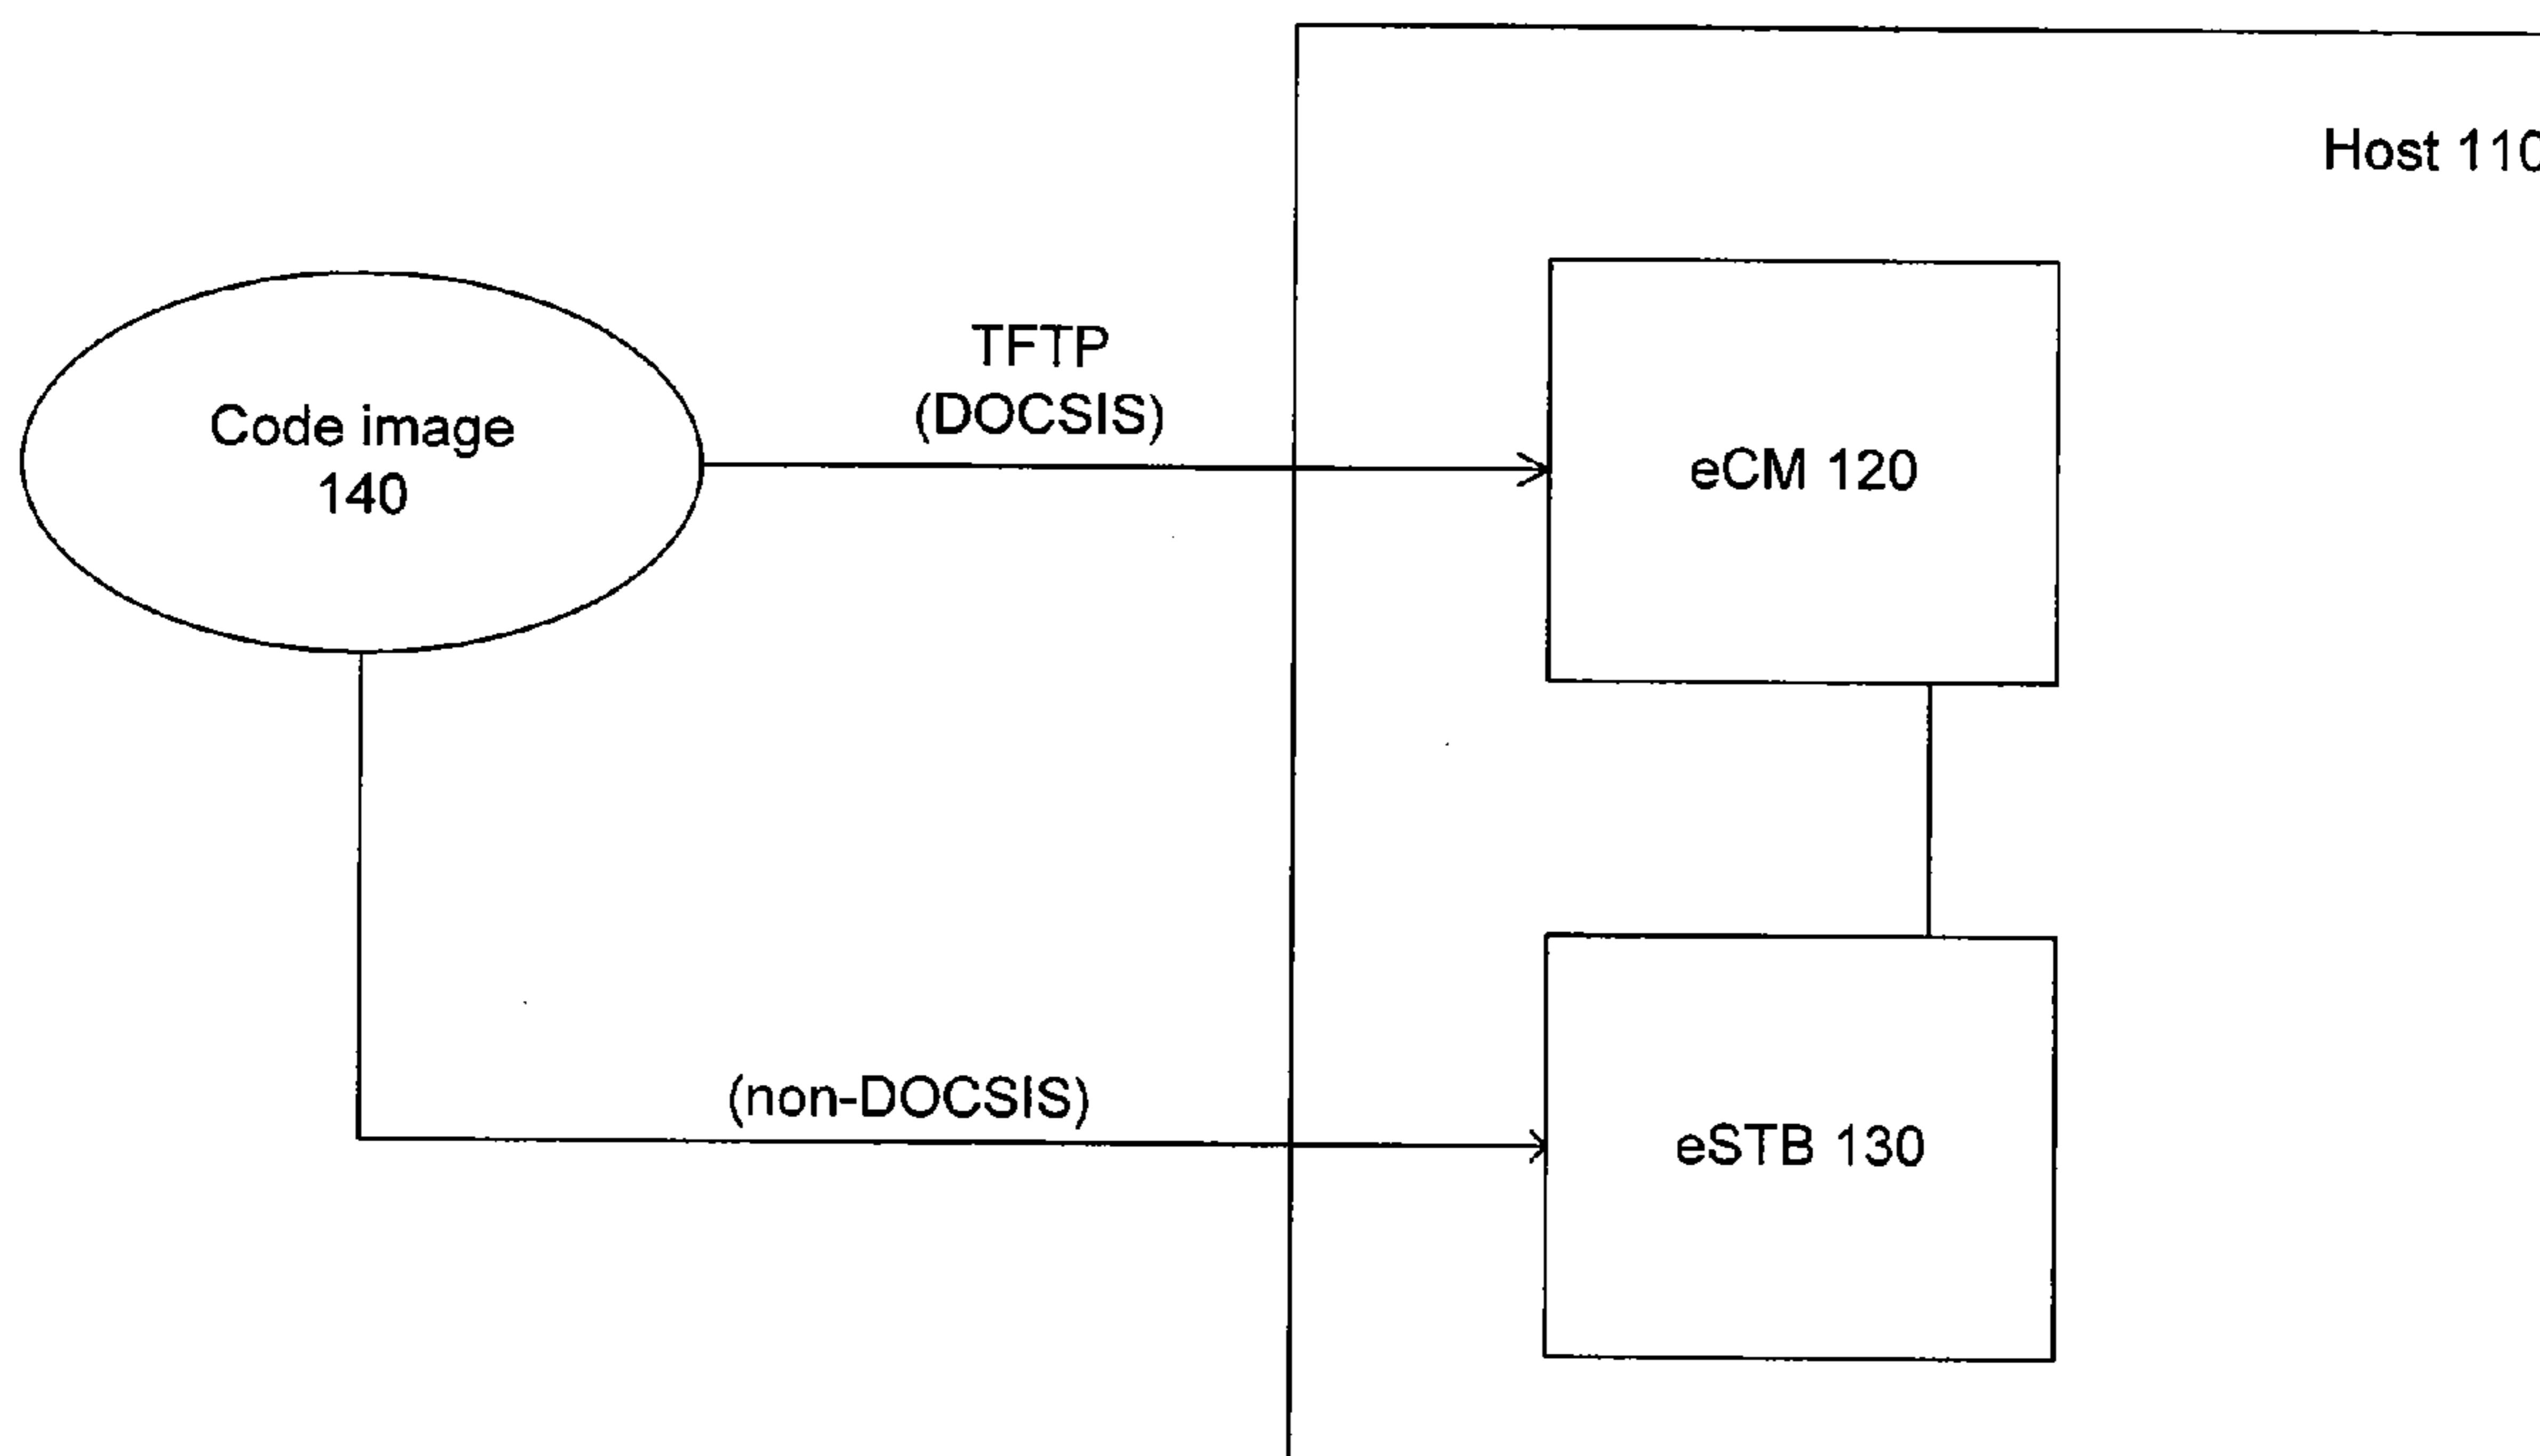 Host 110
TFTP
(DOCSIS)
Code image
140
eCM 120
(non-DOCSIS)
eSTB 130